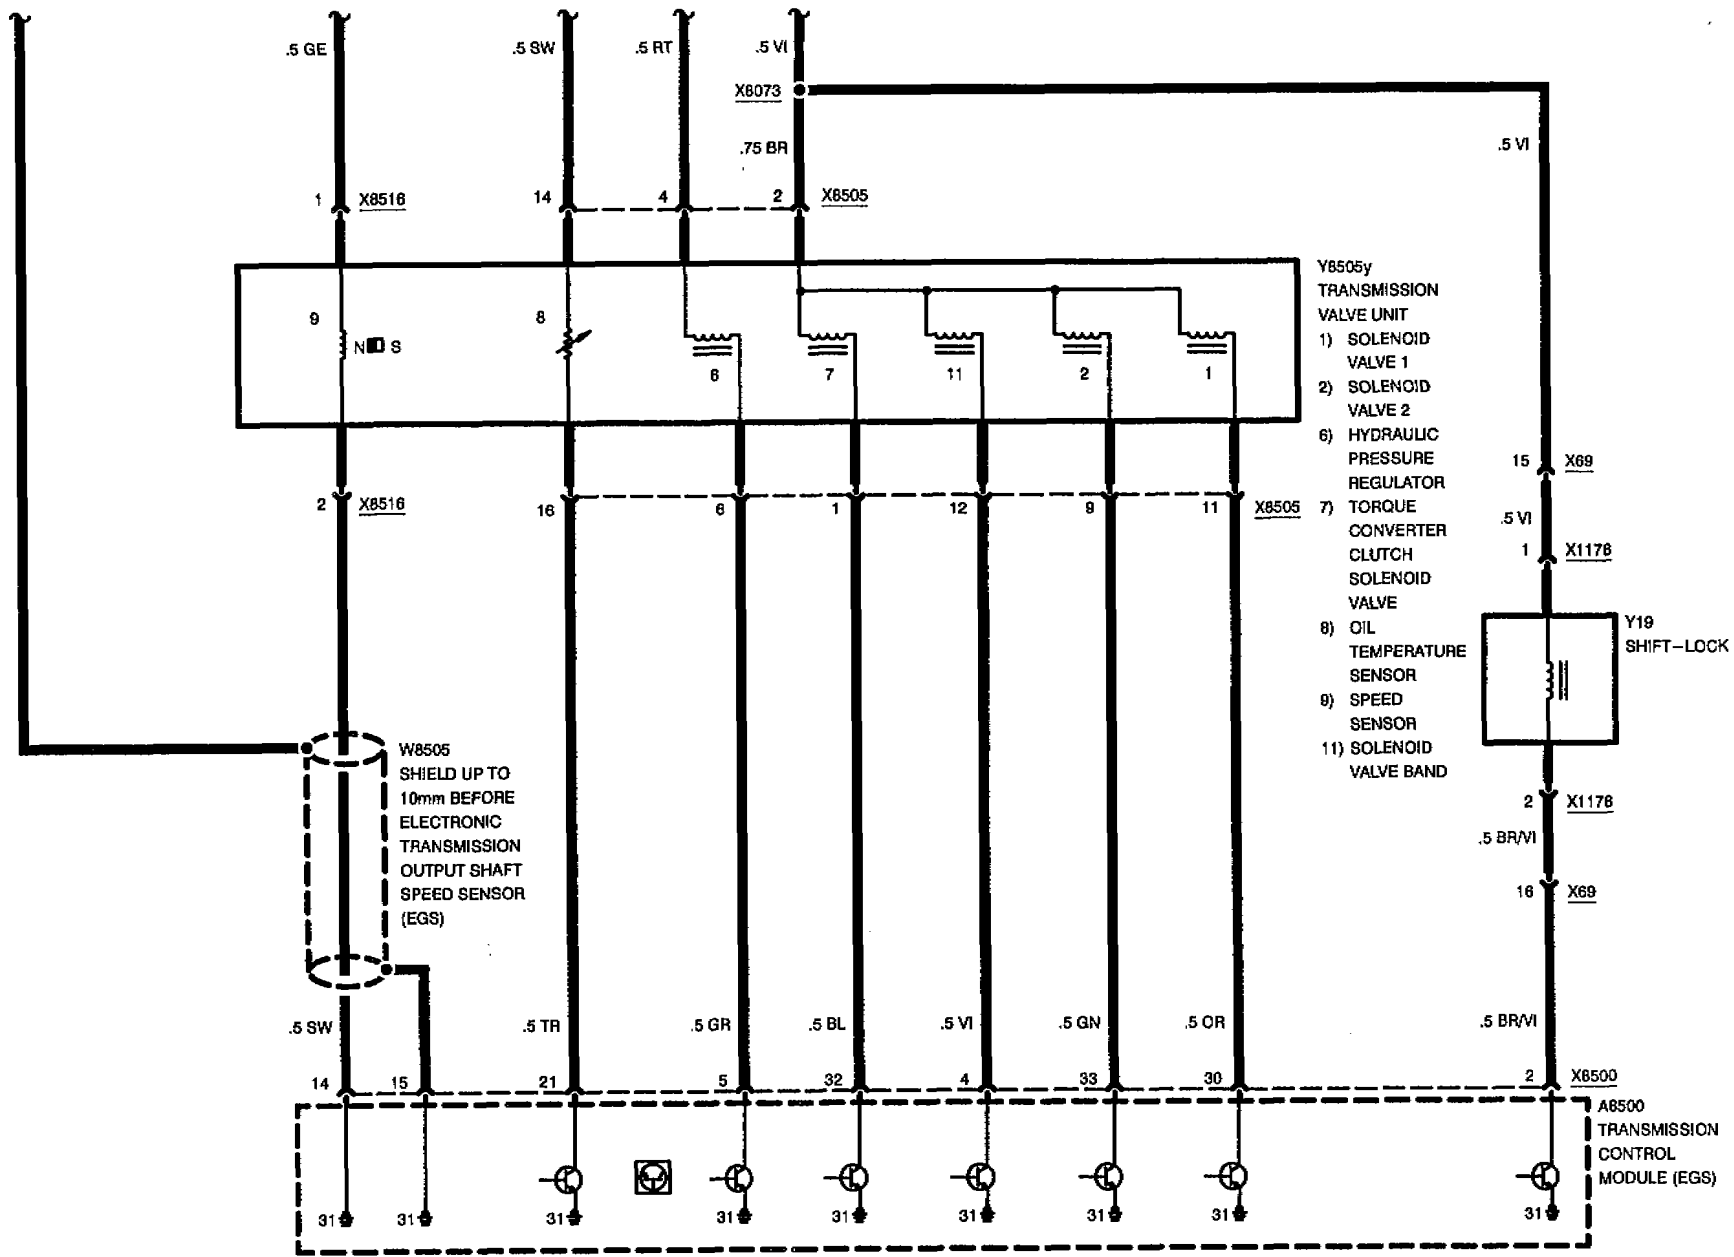 .5 GE
.5 SW
.5 RT
.5 VI
X8073
.75 BR
.5 VI
1 X8516
14
4
2 X8505
9
N S
8
6
7
11
2
1
Y8505y
TRANSMISSION
VALVE UNIT
1) SOLENOID
VALVE 1
2) SOLENOID
VALVE 2
6) HYDRAULIC
PRESSURE
REGULATOR
7) TORQUE
CONVERTER
CLUTCH
SOLENOID
VALVE
8) OIL
TEMPERATURE
SENSOR
9) SPEED
SENSOR
11) SOLENOID
VALVE BAND
2 X8516
16
6
1
12
9
11 X8505
15 X69
.5 VI
1 X1178
Y19
SHIFT-LOCK
2 X1178
.5 BR/VI
16 X69
W8505
SHIELD UP TO
10mm BEFORE
ELECTRONIC
TRANSMISSION
OUTPUT SHAFT
SPEED SENSOR
(EGS)
.5 SW
.5 TR
.5 GR
.5 BL
.5 VI
.5 GN
.5 OR
.5 BR/VI
14
15
21
5
32
4
33
30
2 X8500
A8500
TRANSMISSION
CONTROL
MODULE (EGS)
31
31
31
31
31
31
31
31
31